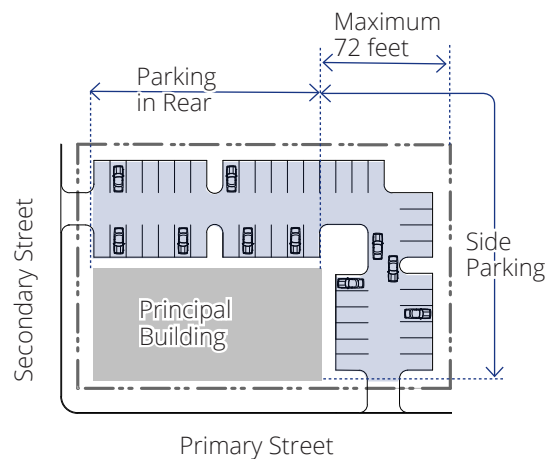 Maximum
72 feet
Parking
in Rear
Secondary Street
Side
Parking
Principal
Building
Primary Street